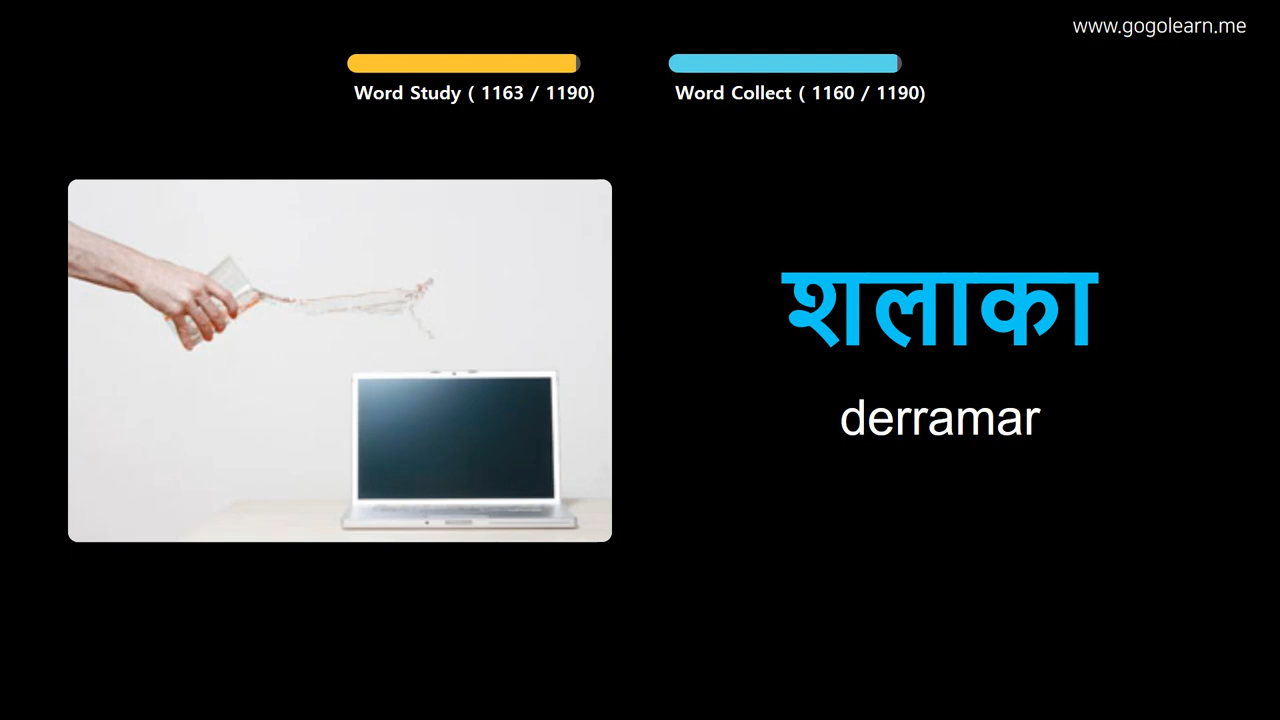 www.gogolearn.me
Word Study ( 1163 / 1190)
Word Collect ( 1160 / 1190)
शलाका
derramar